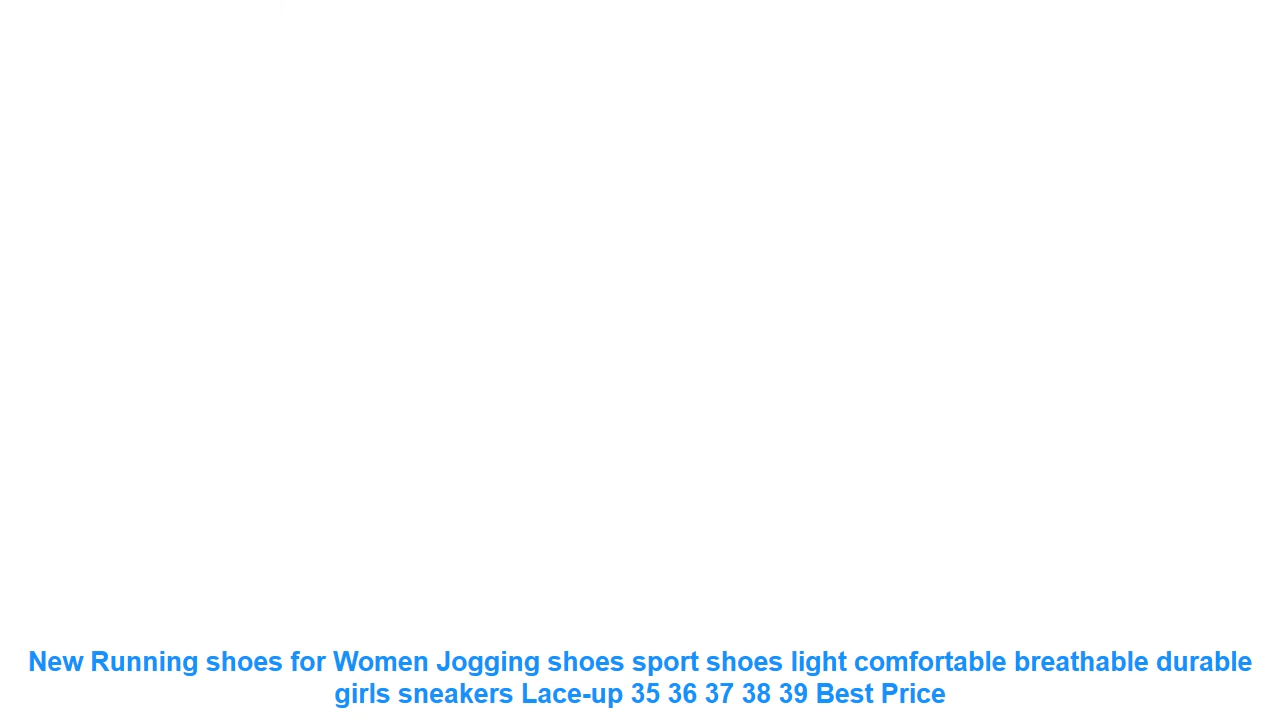 New Running shoes for Women Jogging shoes sport shoes light comfortable breathable durable
girls sneakers Lace-up 35 36 37 38 39 Best Price